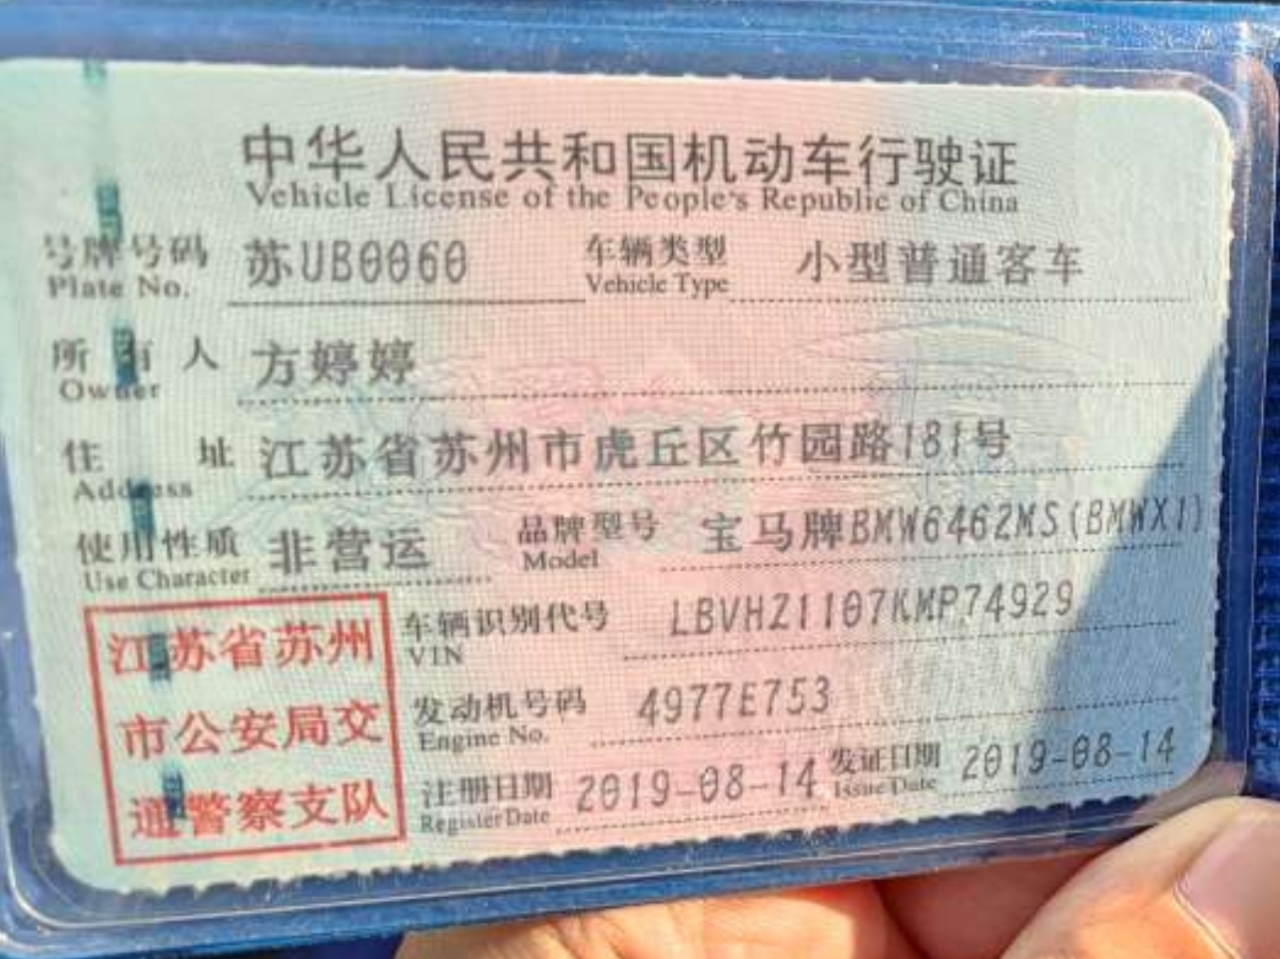 中华人民共和国机动车行驶证
Vehicle License of the People's Republic of China
号牌号码 苏UB0060 车辆类型 小型普通客车
Plate No. Vehicle Type
所有人 方婷婷
Owner
住址 江苏省苏州市虎丘区竹园路181号
Address
使用性质 非营运 品牌型号 宝马牌BMW6462MS(BMWX1)
Use Character Model
江苏省苏州
市公安局交
通警察支队
车辆识别代号 LBVHZ1107KMP74929
VIN
发动机号码 4977E753
Engine No.
注册日期 2019-08-14 发证日期 2019-08-14
Register Date Issue Date